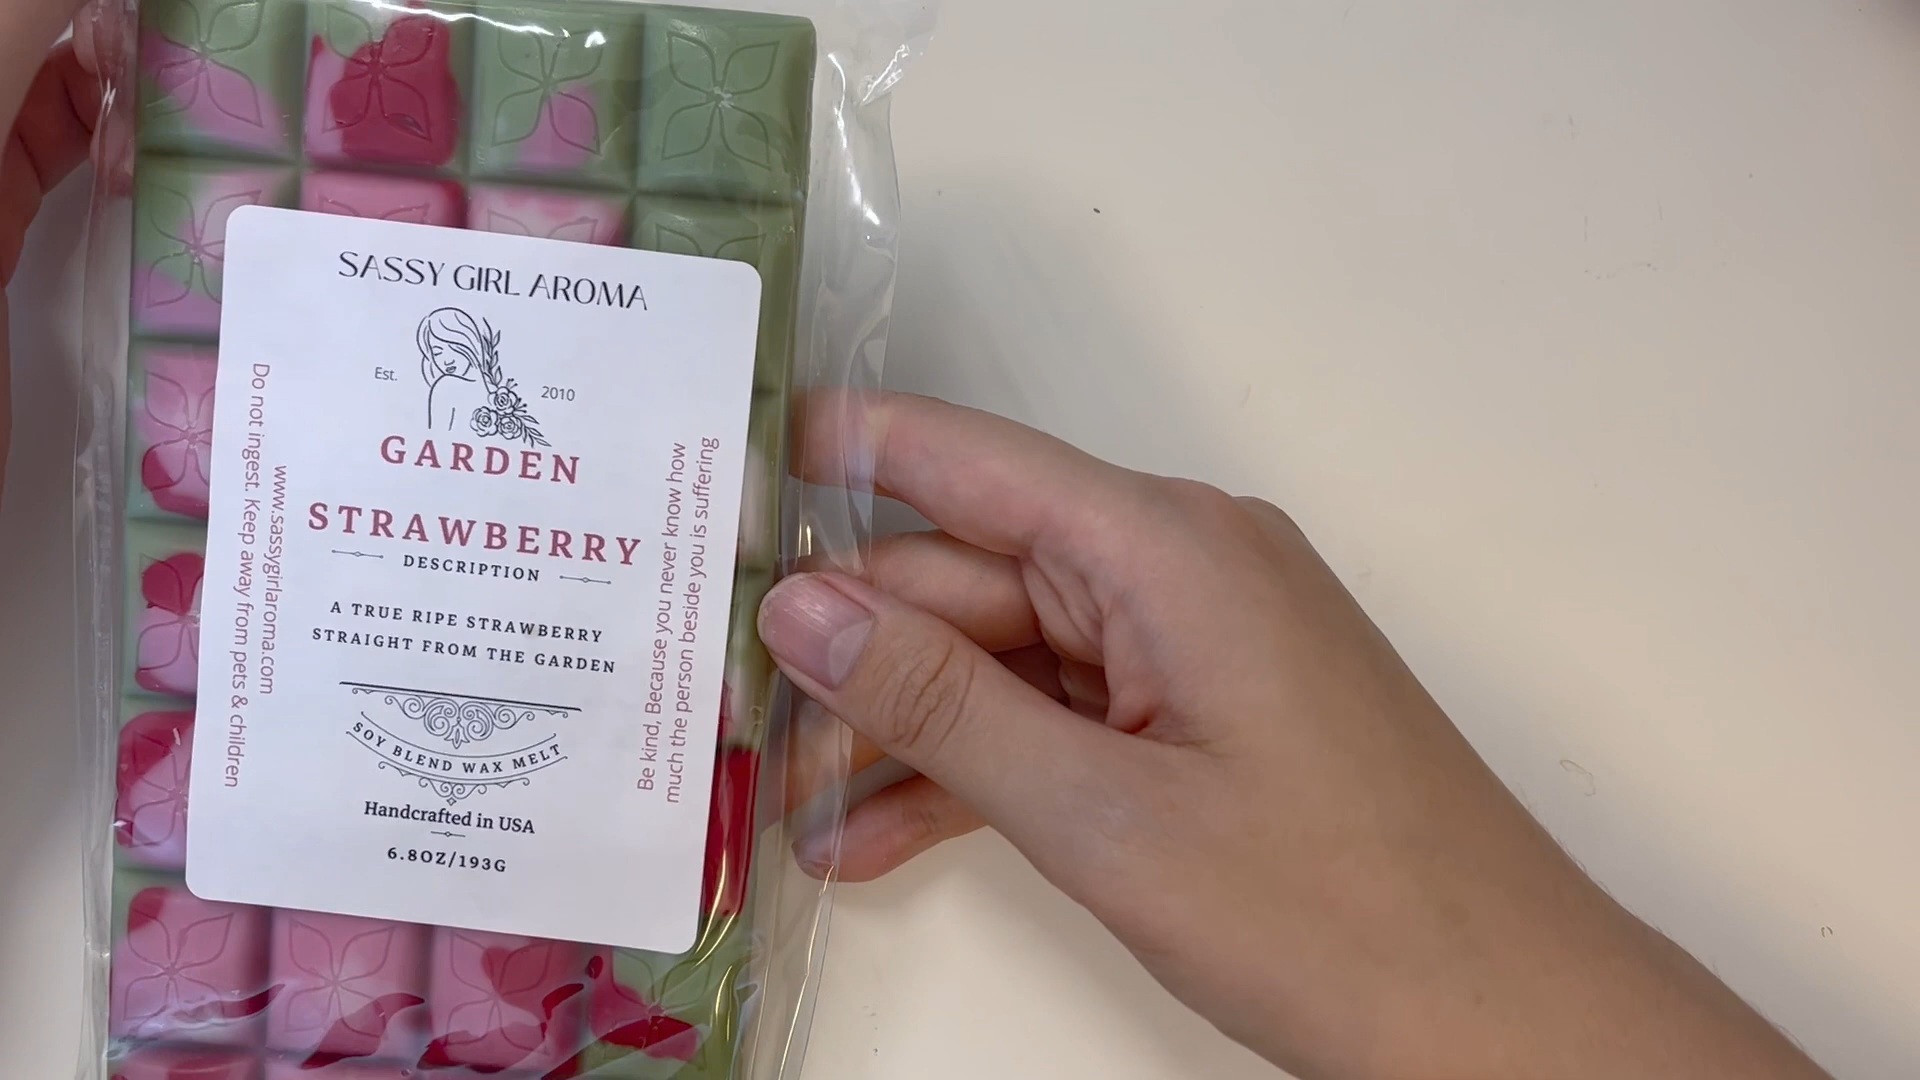 SASSY GIRL AROMA
Est.
2010
GARDEN
STRAWBERRY
DESCRIPTION
A TRUE RIPE STRAWBERRY
STRAIGHT FROM THE GARDEN
SOY BLEND WAX MELT
Handcrafted in USA
6.8OZ/193G
www.sassygirlaroma.com
Do not ingest. Keep away from pets & children
Be kind, Because you never know how
much the person beside you is suffering